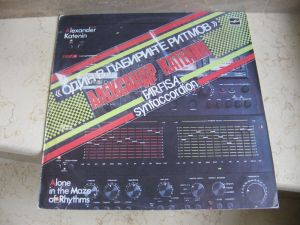 Alexander
Katenin
«ОДИН В ЛАБИРИНТЕ РИТМОВ»
АЛЕКСАНДР КАТЕНИН
FARFISA
syntaccordion
Alone
in the Maze
of Rhythms